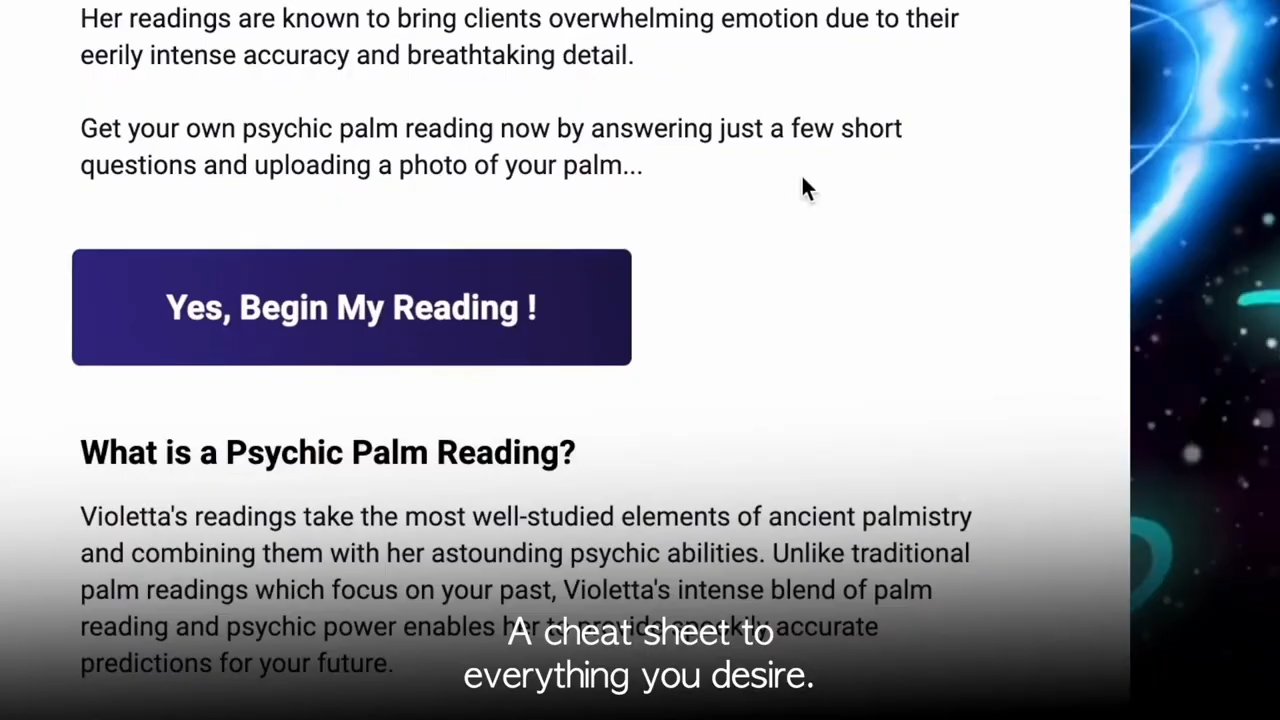 Her readings are known to bring clients overwhelming emotion due to their
eerily intense accuracy and breathtaking detail.
Get your own psychic palm reading now by answering just a few short
questions and uploading a photo of your palm...
Yes, Begin My Reading !
What is a Psychic Palm Reading?
Violetta's readings take the most well-studied elements of ancient palmistry
and combining them with her astounding psychic abilities. Unlike traditional
palm readings which focus on your past, Violetta's intense blend of palm
reading and psychic power enables her to provide spookily accurate
predictions for your future.
A cheat sheet to
everything you desire.